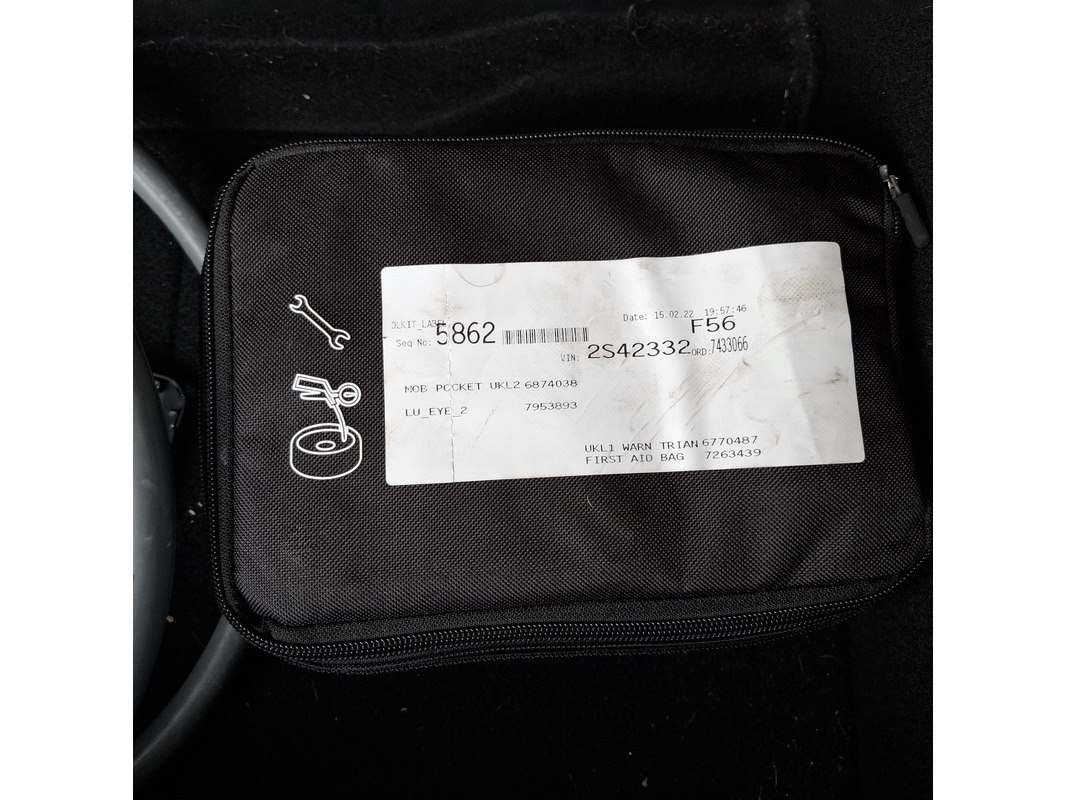 Date: 15.02.22 19:57:46
5862 F56
Seq No:
VIN: 2S42332 ORD:7433066
MOB POCKET UKL2 6874038
LU_EYE_2 7953893
UKL1 WARN TRIAN 6770487
FIRST AID BAG 7263439